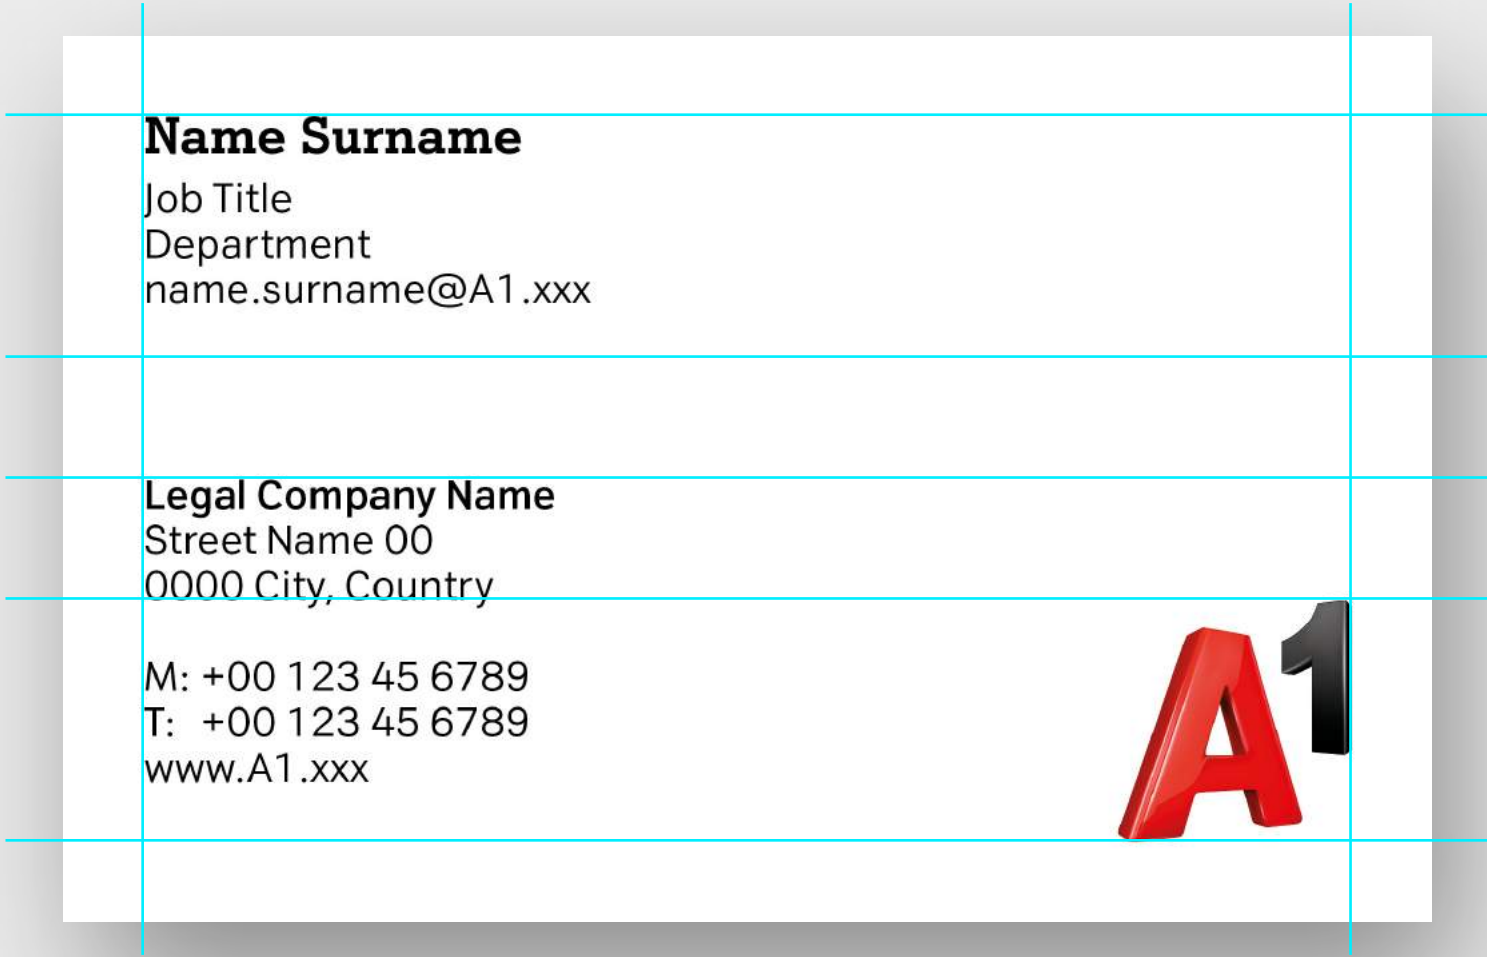 Name Surname
Job Title
Department
name.surname@A1.xxx
Legal Company Name
Street Name 00
0000 City, Country
M: +00 123 45 6789
T: +00 123 45 6789
www.A1.xxx
A1